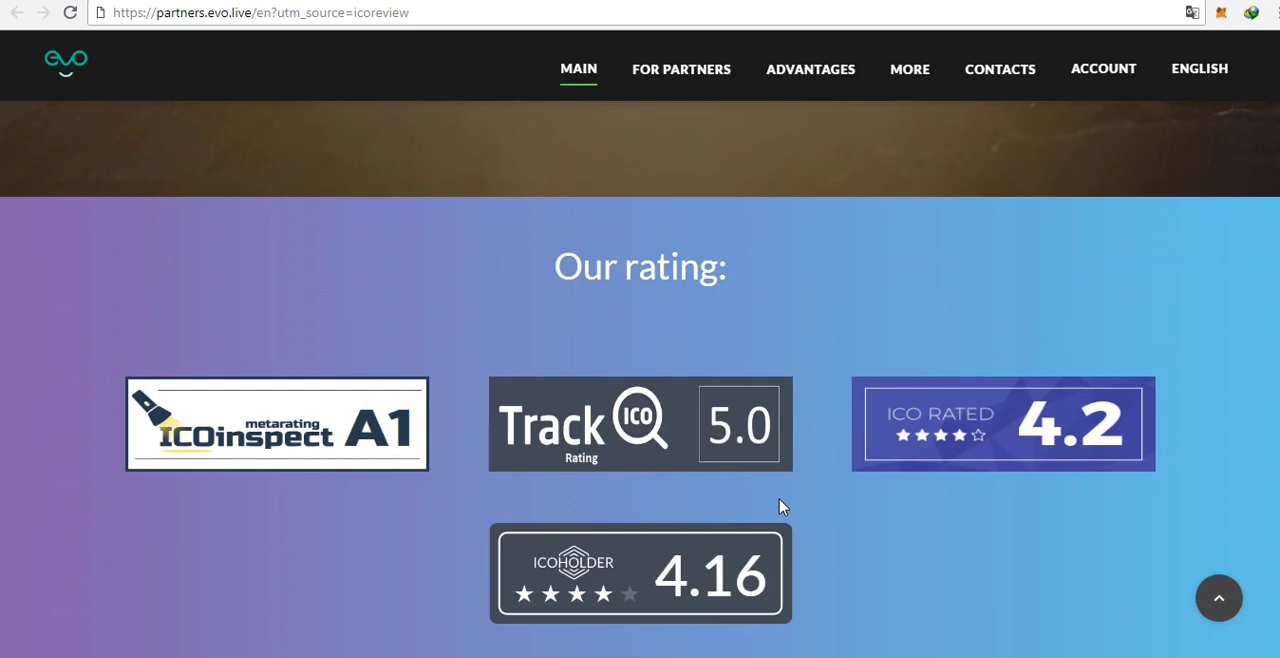 https://partners.evo.live/en?utm_source=icoreview
evo
MAIN
FOR PARTNERS
ADVANTAGES
MORE
CONTACTS
ACCOUNT
ENGLISH
Our rating:
metarating
ICOinspect
A1
Track ICO
Rating
5.0
ICO RATED
4.2
ICOHOLDER
4.16